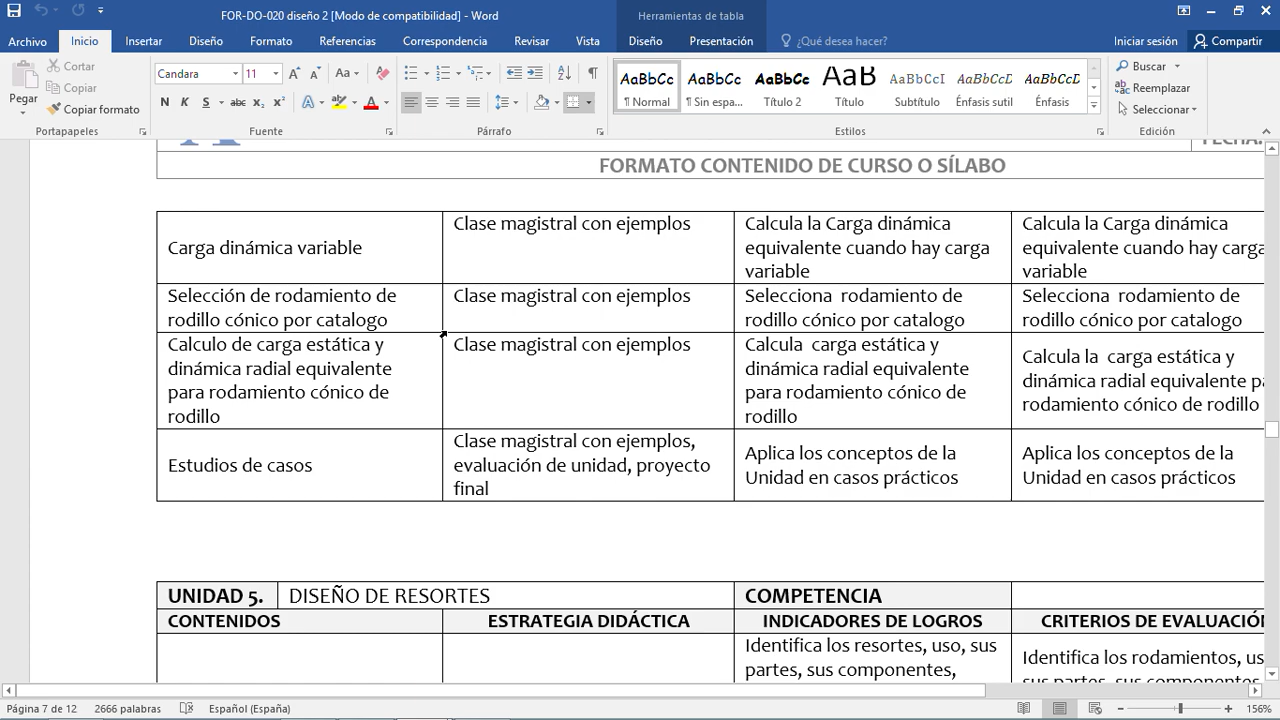 FOR-DO-020 diseño 2 [Modo de compatibilidad] - Word
Herramientas de tabla
Archivo
Inicio
Insertar
Diseño
Formato
Referencias
Correspondencia
Revisar
Vista
Diseño
Presentación
¿Qué desea hacer?
Iniciar sesión
Compartir
Pegar
Cortar
Copiar
Copiar formato
Portapapeles
Candara
11
Aa
N K S abc x₂ x²
A
Fuente
Párrafo
AaBbCc
¶ Normal
AaBbCc
¶ Sin espa...
AaBbCc
Título 2
AaB
Título
AaBbCcI
Subtítulo
AaBbCc
Énfasis sutil
AaBbCc
Énfasis
Estilos
Buscar
Reemplazar
Seleccionar
Edición
FORMATO CONTENIDO DE CURSO O SÍLABO
Carga dinámica variable
Clase magistral con ejemplos
Calcula la Carga dinámica
equivalente cuando hay carga
variable
Calcula la Carga dinámica
equivalente cuando hay carga
variable
Selección de rodamiento de
rodillo cónico por catalogo
Clase magistral con ejemplos
Selecciona rodamiento de
rodillo cónico por catalogo
Selecciona rodamiento de
rodillo cónico por catalogo
Calculo de carga estática y
dinámica radial equivalente
para rodamiento cónico de
rodillo
Clase magistral con ejemplos
Calcula carga estática y
dinámica radial equivalente
para rodamiento cónico de
rodillo
Calcula la carga estática y
dinámica radial equivalente pa
rodamiento cónico de rodillo
Estudios de casos
Clase magistral con ejemplos,
evaluación de unidad, proyecto
final
Aplica los conceptos de la
Unidad en casos prácticos
Aplica los conceptos de la
Unidad en casos prácticos
UNIDAD 5.
DISEÑO DE RESORTES
COMPETENCIA
CONTENIDOS
ESTRATEGIA DIDÁCTICA
INDICADORES DE LOGROS
CRITERIOS DE EVALUACIÓN
Identifica los resortes, uso, sus
partes, sus componentes,
Identifica los rodamientos, us
Página 7 de 12
2666 palabras
Español (España)
156%